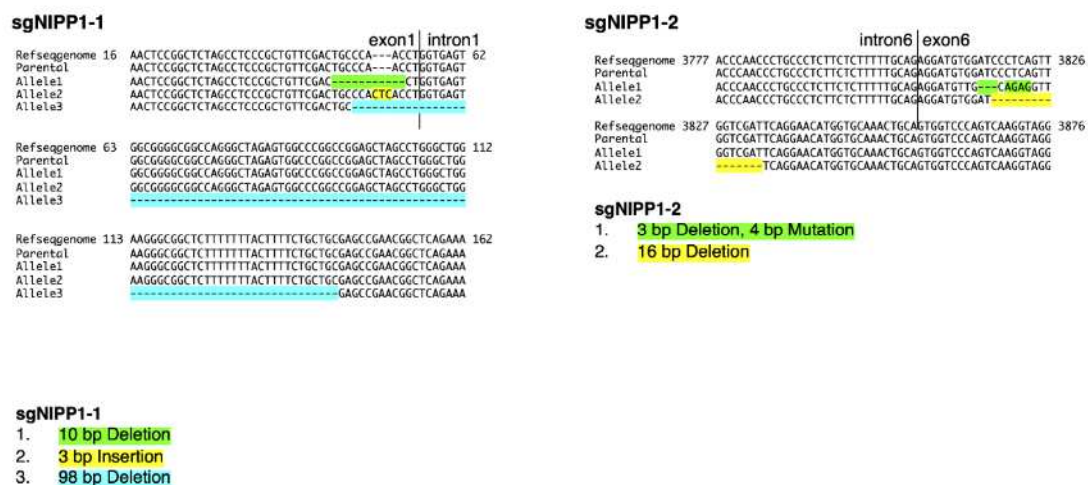 sgNIPP1-1
exon1 intron1
Refseqgenome 16 AACTCCGGCTCTAGCCTCCCGCTGTTCGACTGCCCA---ACCTGGTGAGT 62
Parental AACTCCGGCTCTAGCCTCCCGCTGTTCGACTGCCCA---ACCTGGTGAGT
Allele1 AACTCCGGCTCTAGCCTCCCGCTGTTCGAC-----------CTGGTGAGT
Allele2 AACTCCGGCTCTAGCCTCCCGCTGTTCGACTGCCCACTCACCTGGTGAGT
Allele3 AACTCCGGCTCTAGCCTCCCGCTGTTCGACTGC-----------------
Refseqgenome 63 GGCGGGGCGGCCAGGGCTAGAGTGGCCCGGCCGGAGCTAGCCTGGGCTGG 112
Parental GGCGGGGCGGCCAGGGCTAGAGTGGCCCGGCCGGAGCTAGCCTGGGCTGG
Allele1 GGCGGGGCGGCCAGGGCTAGAGTGGCCCGGCCGGAGCTAGCCTGGGCTGG
Allele2 GGCGGGGCGGCCAGGGCTAGAGTGGCCCGGCCGGAGCTAGCCTGGGCTGG
Allele3 --------------------------------------------------
Refseqgenome 113 AAGGGCGGCTCTTTTTTTACTTTTCTGCTGCGAGCCGAACGGCTCAGAAA 162
Parental AAGGGCGGCTCTTTTTTTACTTTTCTGCTGCGAGCCGAACGGCTCAGAAA
Allele1 AAGGGCGGCTCTTTTTTTACTTTTCTGCTGCGAGCCGAACGGCTCAGAAA
Allele2 AAGGGCGGCTCTTTTTTTACTTTTCTGCTGCGAGCCGAACGGCTCAGAAA
Allele3 -------------------------------GAGCCGAACGGCTCAGAAA
sgNIPP1-1
1. 10 bp Deletion
2. 3 bp Insertion
3. 98 bp Deletion
sgNIPP1-2
intron6 exon6
Refseqgenome 3777 ACCCAACCCTGCCCTCTTCTCTTTTTGCAGAGGATGTGGATCCCTCAGTT 3826
Parental ACCCAACCCTGCCCTCTTCTCTTTTTGCAGAGGATGTGGATCCCTCAGTT
Allele1 ACCCAACCCTGCCCTCTTCTCTTTTTGCAGAGGATGTTG---CAGAGGTT
Allele2 ACCCAACCCTGCCCTCTTCTCTTTTTGCAGAGGATGTGGAT---------
Refseqgenome 3827 GGTCGATTCAGGAACATGGTGCAAACTGCAGTGGTCCCAGTCAAGGTAGG 3876
Parental GGTCGATTCAGGAACATGGTGCAAACTGCAGTGGTCCCAGTCAAGGTAGG
Allele1 GGTCGATTCAGGAACATGGTGCAAACTGCAGTGGTCCCAGTCAAGGTAGG
Allele2 -------TCAGGAACATGGTGCAAACTGCAGTGGTCCCAGTCAAGGTAGG
sgNIPP1-2
1. 3 bp Deletion, 4 bp Mutation
2. 16 bp Deletion